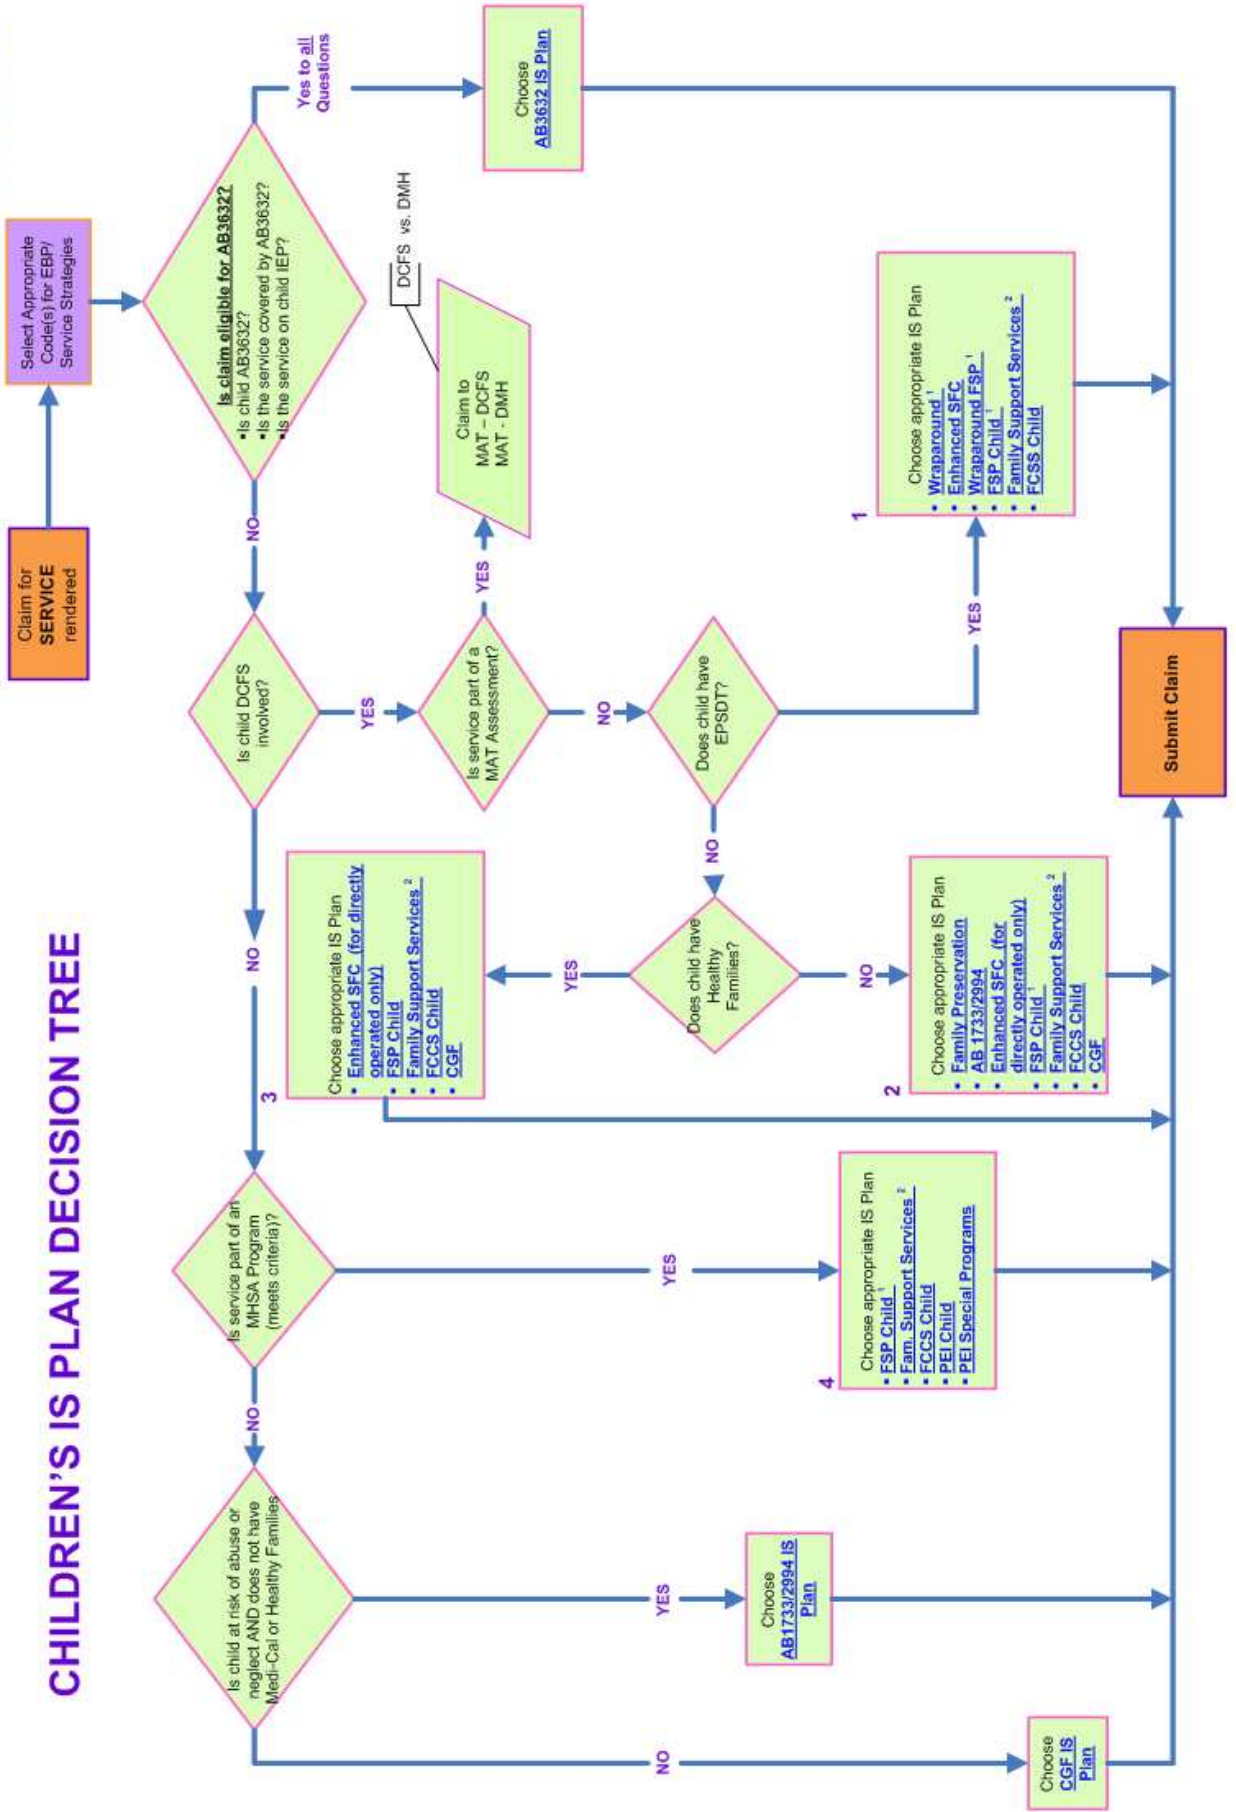 CHILDREN'S IS PLAN DECISION TREE
Claim for
SERVICE
rendered
Select Appropriate
Code(s) for EBP/
Service Strategies
Is claim eligible for AB3632?
▪Is child AB3632?
▪Is the service covered by AB3632?
▪Is the service on child IEP?
Yes to all
Questions
Choose
AB3632 IS Plan
NO
Is child DCFS
involved?
YES
Is service part of a
MAT Assessment?
YES
Claim to
MAT – DCFS
MAT - DMH
DCFS vs. DMH
NO
Does child have
EPSDT?
YES
1
Choose appropriate IS Plan
▪ Wraparound 1
▪ Enhanced SFC
▪ Wraparound FSP 1
▪ FSP Child 1
▪ Family Support Services 2
▪ FCSS Child
NO
Does child have
Healthy
Families?
YES
3
Choose appropriate IS Plan
▪ Enhanced SFC (for directly
operated only)
▪ FSP Child
▪ Family Support Services 2
▪ FCCS Child
▪ CGF
NO
2
Choose appropriate IS Plan
▪ Family Preservation
▪ AB 1733/2994
▪ Enhanced SFC (for
directly operated only)
▪ FSP Child 1
▪ Family Support Services 2
▪ FCCS Child
▪ CGF
NO
Is service part of an
MHSA Program
(meets criteria)?
YES
4
Choose appropriate IS Plan
▪ FSP Child 1
▪ Fam. Support Services 2
▪ FCCS Child
▪ PEI Child
▪ PEI Special Programs
NO
Is child at risk of abuse or
neglect AND does not have
Medi-Cal or Healthy Families
YES
Choose
AB1733/2994 IS
Plan
NO
Choose
CGF IS
Plan
Submit Claim